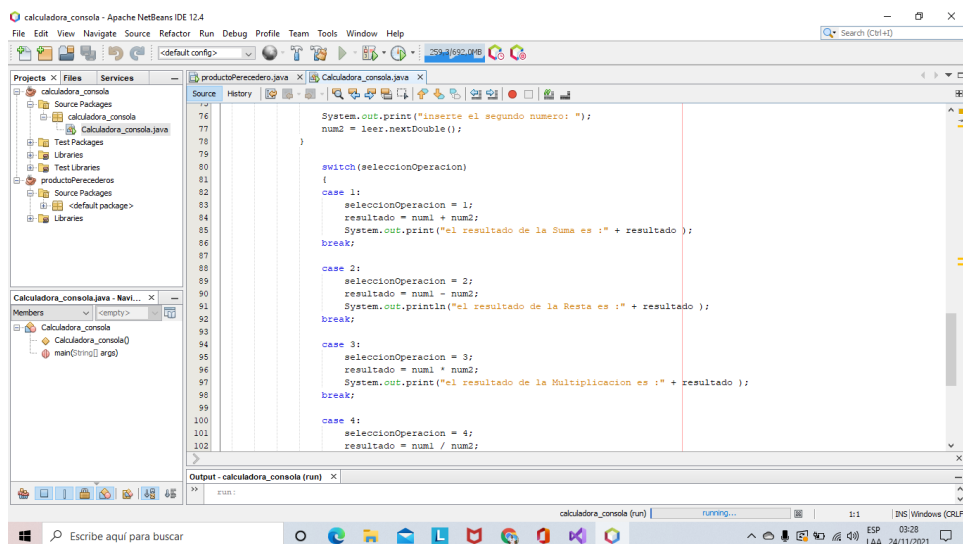 calculadora_consola - Apache NetBeans IDE 12.4
File Edit View Navigate Source Refactor Run Debug Profile Team Tools Window Help
Search (Ctrl+I)
<default config>
259.3/692.0MB
Projects × Files Services
calculadora_consola
Source Packages
calculadora_consola
Calculadora_consola.java
Test Packages
Libraries
Test Libraries
productoPerecederos
Source Packages
<default package>
Libraries
Calculadora_consola.java - Navi... ×
Members <empty>
Calculadora_consola
Calculadora_consola()
main(String[] args)
productoPerecedero.java × Calculadora_consola.java ×
Source History
75
76 System.out.print("inserte el segundo numero: ");
77 num2 = leer.nextDouble();
78 }
79
80 switch(seleccionOperacion)
81 {
82 case 1:
83 seleccionOperacion = 1;
84 resultado = num1 + num2;
85 System.out.print("el resultado de la Suma es :" + resultado );
86 break;
87
88 case 2:
89 seleccionOperacion = 2;
90 resultado = num1 - num2;
91 System.out.println("el resultado de la Resta es :" + resultado );
92 break;
93
94 case 3:
95 seleccionOperacion = 3;
96 resultado = num1 * num2;
97 System.out.print("el resultado de la Multiplicacion es :" + resultado );
98 break;
99
100 case 4:
101 seleccionOperacion = 4;
102 resultado = num1 / num2;
Output - calculadora_consola (run) ×
run:
calculadora_consola (run) running... 1:1 INS Windows (CRLF
Escribe aquí para buscar
ESP 03:28
LAA 24/11/2021